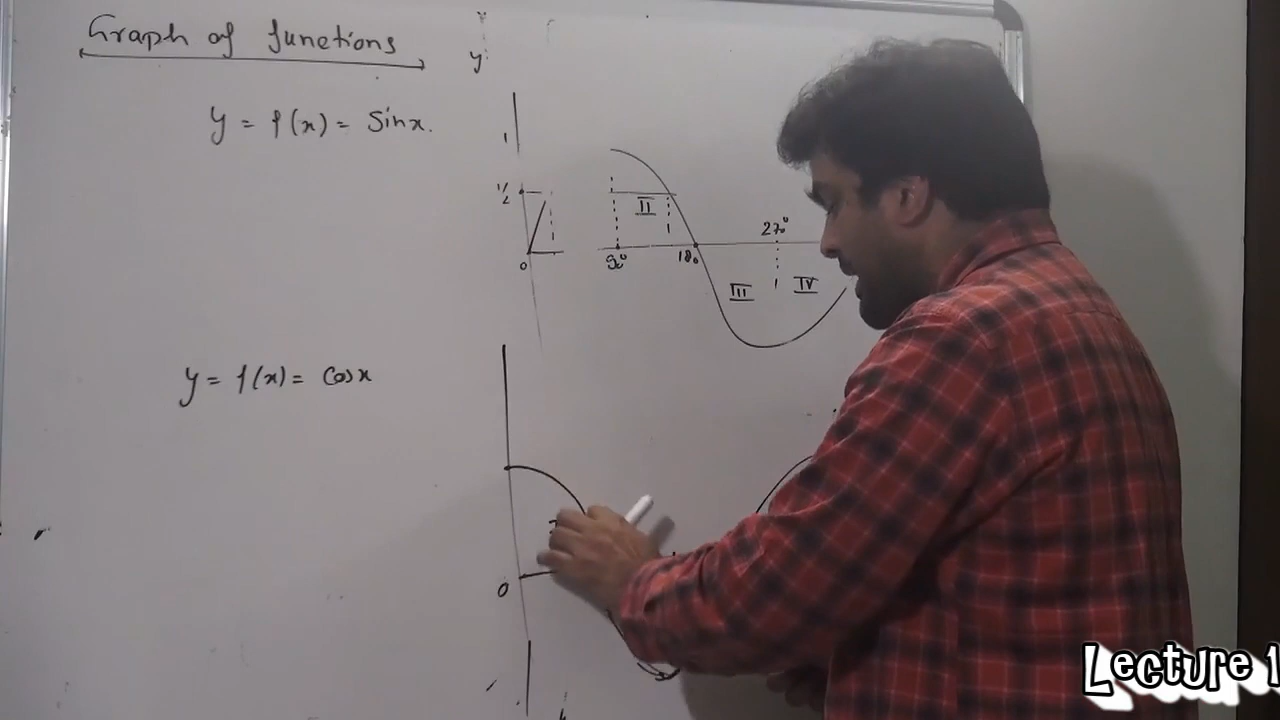 Graph of functions
y
y = f(x) = Sinx.
1
1/2
II
270°
0
90°
180
III
IV
y = f(x) = Cosx
0
Lecture 1